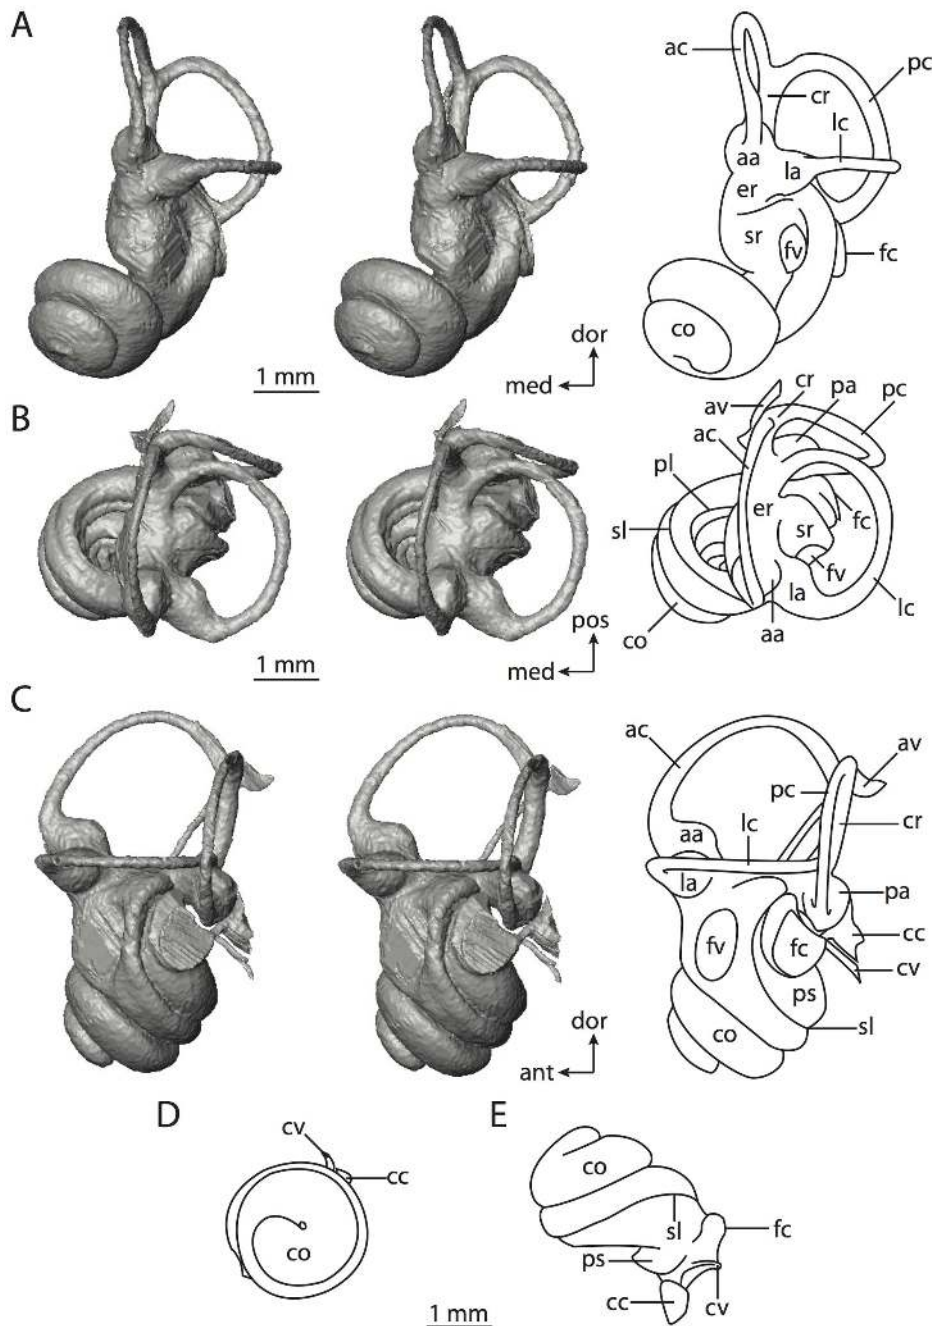 A
ac
pc
cr
lc
aa
la
er
sr
fv
fc
co
dor
med
1 mm
B
av
cr
pa
pc
ac
pl
er
sl
sr
fc
fv
la
lc
co
aa
pos
med
1 mm
C
ac
av
pc
lc
cr
aa
la
pa
fv
fc
cc
cv
ps
sl
co
dor
ant
D
cv
cc
co
E
co
sl
fc
ps
cc
cv
1 mm